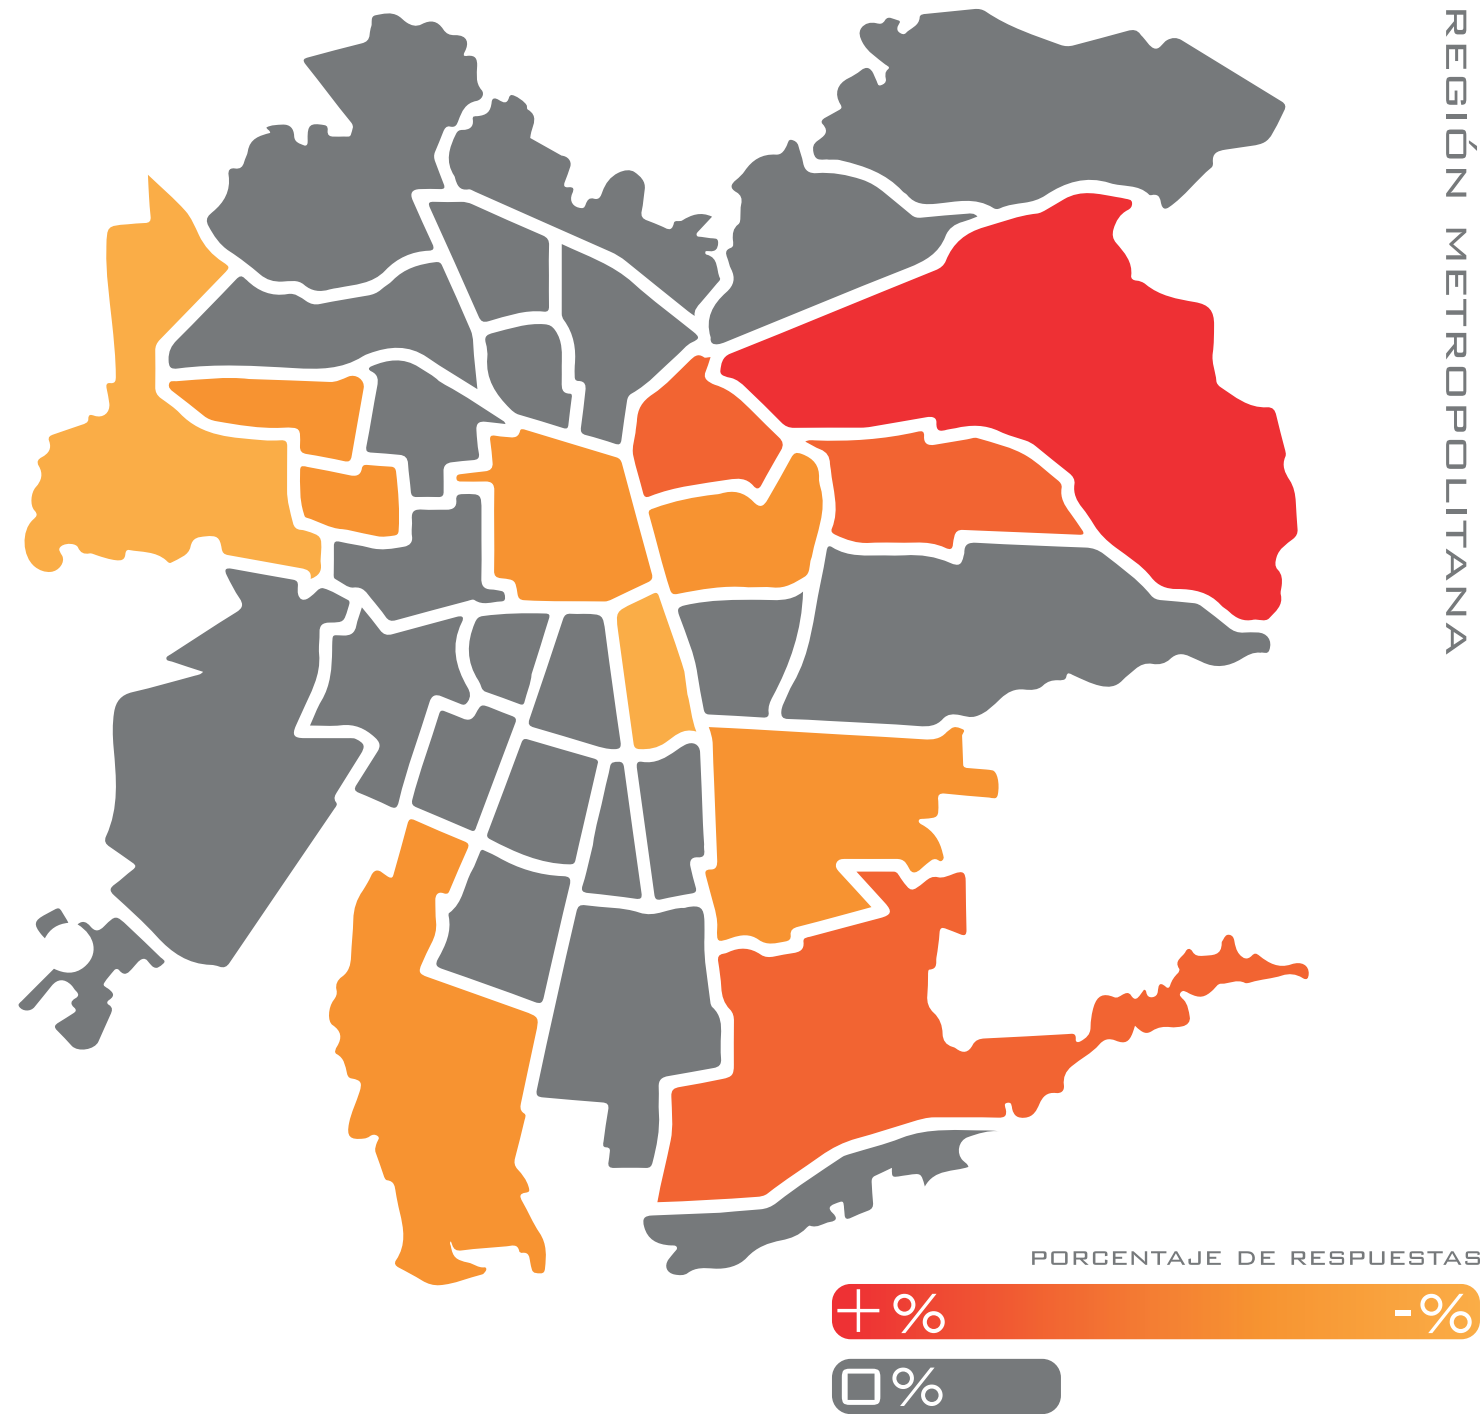 REGIÓN METROPOLITANA
PORCENTAJE DE RESPUESTAS
+% -%
0%